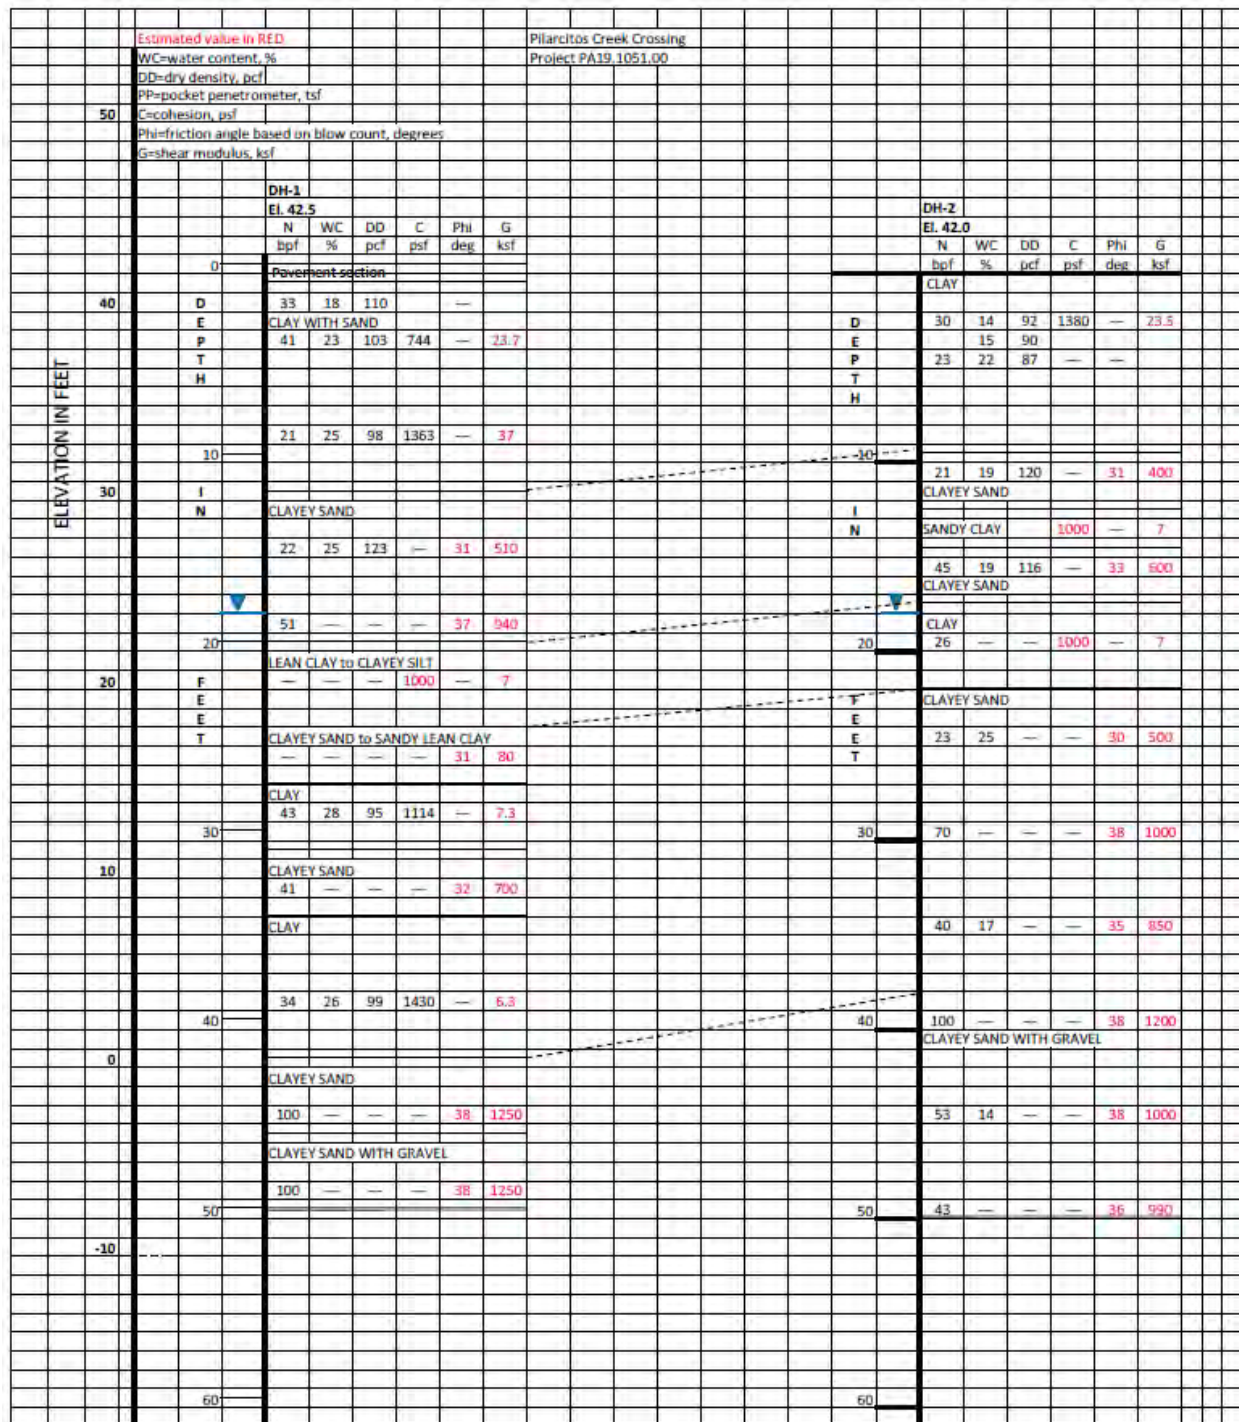 Estimated value in RED
WC=water content, %
DD=dry density, pcf
PP=pocket penetrometer, tsf
C=cohesion, psf
Phi=friction angle based on blow count, degrees
G=shear modulus, ksf
Pilarcitos Creek Crossing
Project PA19.1051.00
ELEVATION IN FEET
50
40
30
20
10
0
-10
DEPTH IN FEET
0
10
20
30
40
50
60
DH-1
El. 42.5
N WC DD C Phi G
bpf % pcf psf deg ksf
Pavement section
33 18 110 —
CLAY WITH SAND
41 23 103 744 — 23.7
21 25 98 1363 — 37
CLAYEY SAND
22 25 123 — 31 510
51 — — — 37 940
LEAN CLAY to CLAYEY SILT
— — — 1000 — 7
CLAYEY SAND to SANDY LEAN CLAY
— — — — 31 80
CLAY
43 28 95 1114 — 7.3
CLAYEY SAND
41 — — — 32 700
CLAY
34 26 99 1430 — 6.3
CLAYEY SAND
100 — — — 38 1250
CLAYEY SAND WITH GRAVEL
100 — — — 38 1250
DEPTH IN FEET
10
20
30
40
50
60
DH-2
El. 42.0
N WC DD C Phi G
bpf % pcf psf deg ksf
CLAY
30 14 92 1380 — 23.5
15 90
23 22 87 — —
21 19 120 — 31 400
CLAYEY SAND
SANDY CLAY 1000 — 7
45 19 116 — 33 600
CLAYEY SAND
CLAY
26 — — 1000 — 7
CLAYEY SAND
23 25 — — 30 500
70 — — — 38 1000
40 17 — — 35 850
100 — — — 38 1200
CLAYEY SAND WITH GRAVEL
53 14 — — 38 1000
43 — — — 36 990